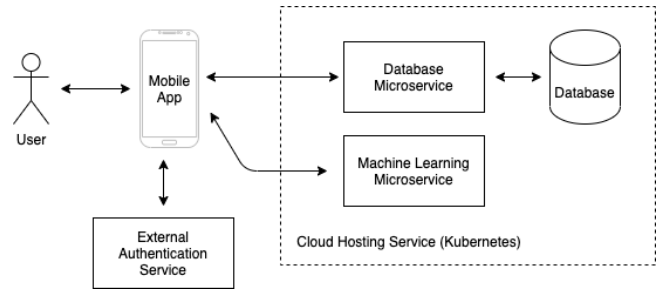 User
Mobile
App
Database
Microservice
Database
Machine Learning
Microservice
External
Authentication
Service
Cloud Hosting Service (Kubernetes)